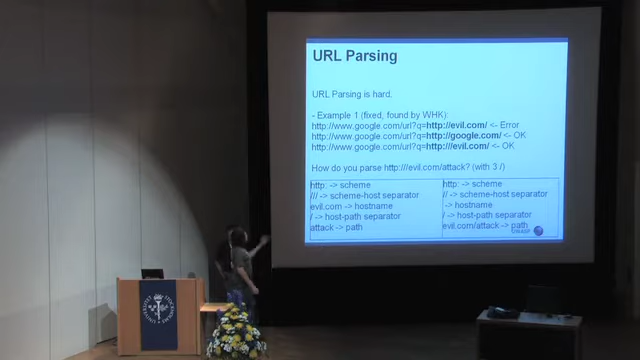 URL Parsing
URL Parsing is hard.
- Example 1 (fixed, found by WHK):
http://www.google.com/url?q=http://evil.com/ <- Error
http://www.google.com/url?q=http://google.com/ <- OK
http://www.google.com/url?q=http:///evil.com/ <- OK
How do you parse http:///evil.com/attack? (with 3 /)
http: -> scheme
/// -> scheme-host separator
evil.com -> hostname
/ -> host-path separator
attack -> path
http: -> scheme
// -> scheme-host separator
-> hostname
/ -> host-path separator
evil.com/attack -> path